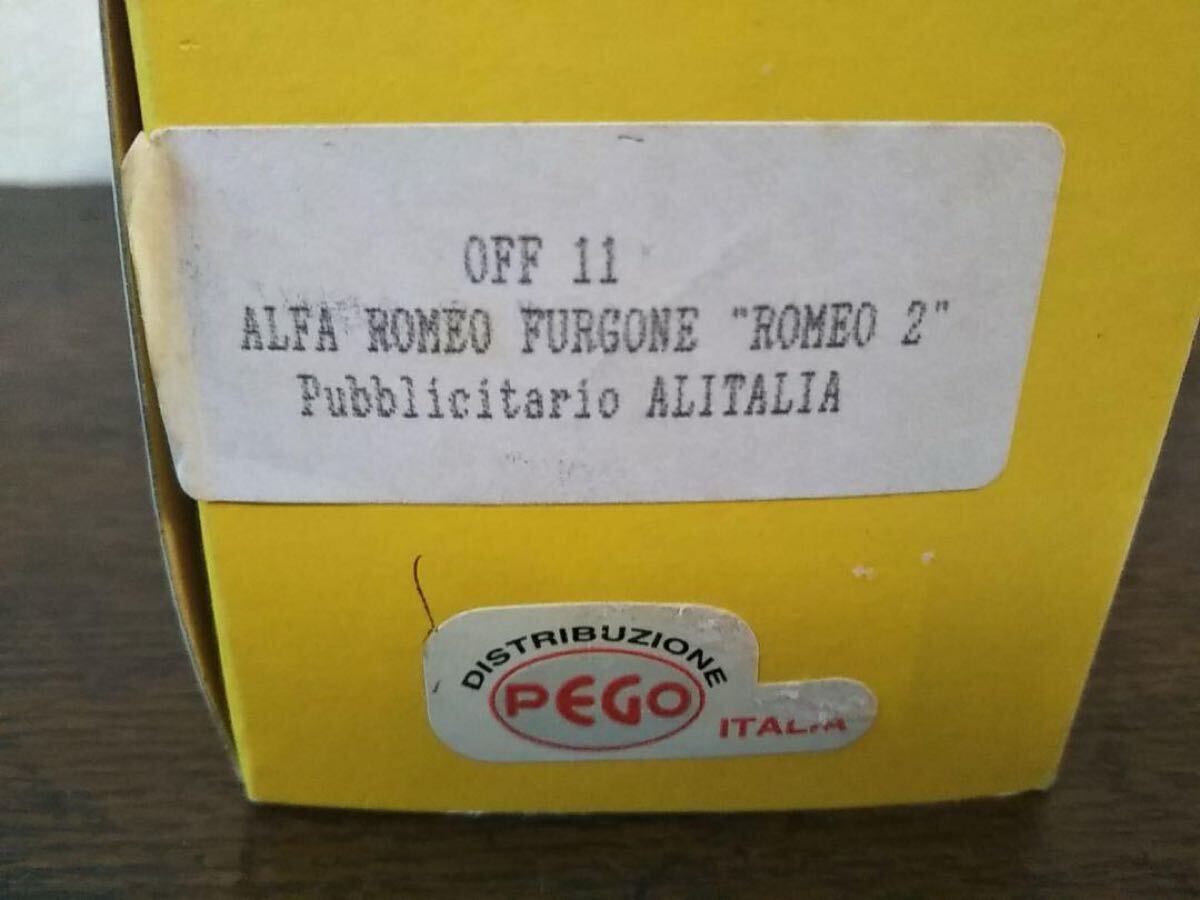 OFF 11
ALFA ROMEO FURGONE "ROMEO 2"
Pubblicitario ALITALIA
DISTRIBUZIONE
PEGO
ITALIA